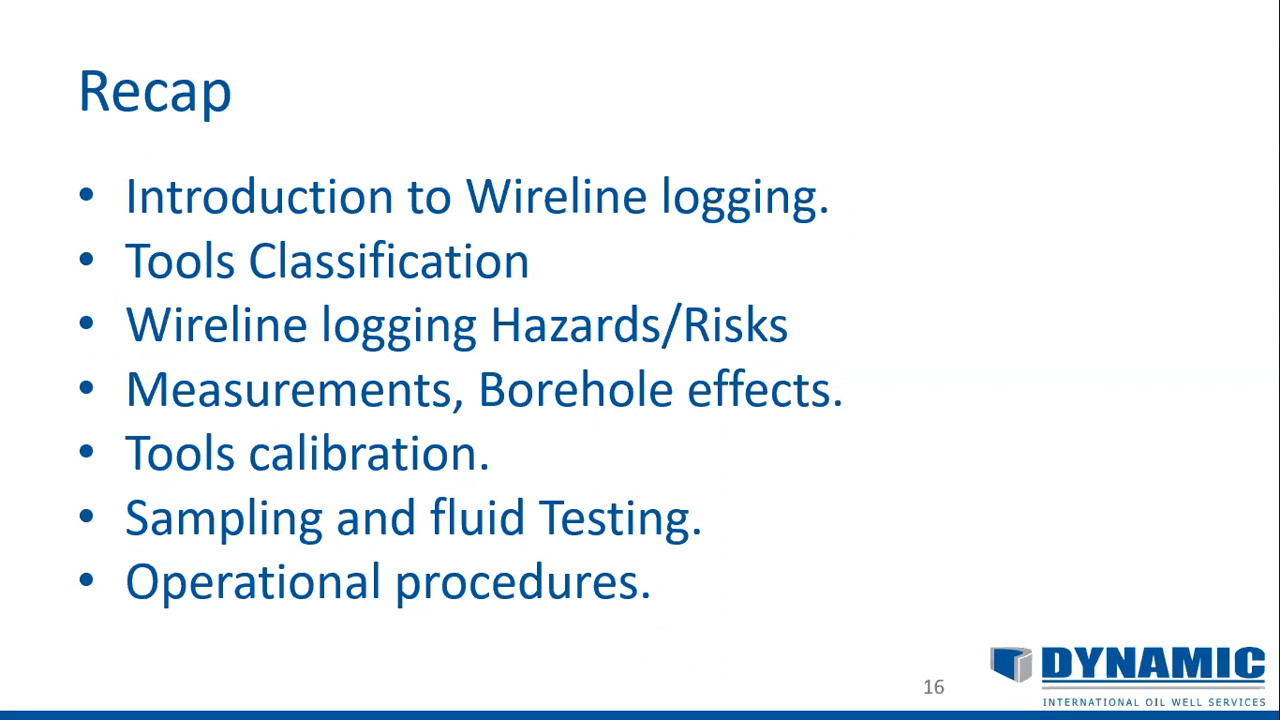 Recap
• Introduction to Wireline logging.
• Tools Classification
• Wireline logging Hazards/Risks
• Measurements, Borehole effects.
• Tools calibration.
• Sampling and fluid Testing.
• Operational procedures.
16
DYNAMIC
INTERNATIONAL OIL WELL SERVICES